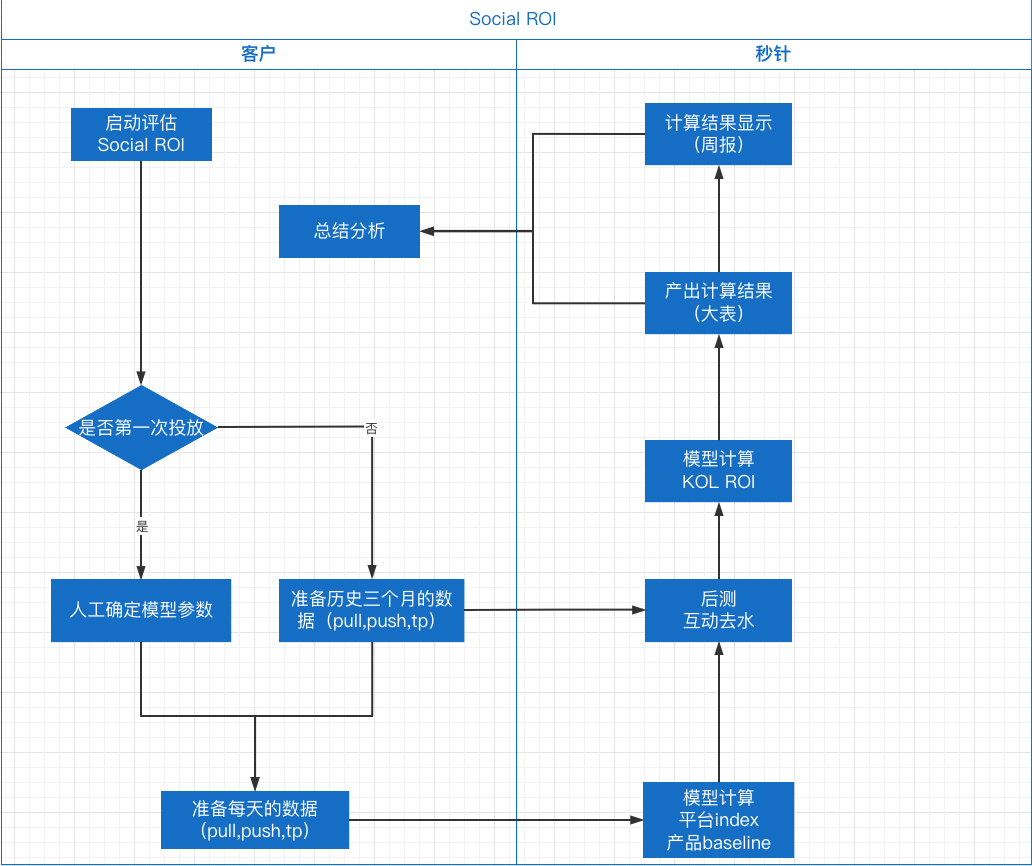 Social ROI
客户
秒针
启动评估
Social ROI
计算结果显示
（周报）
总结分析
产出计算结果
（大表）
是否第一次投放
否
模型计算
KOL ROI
是
人工确定模型参数
准备历史三个月的数
据（pull,push,tp）
后测
互动去水
准备每天的数据
（pull,push,tp）
模型计算
平台index
产品baseline